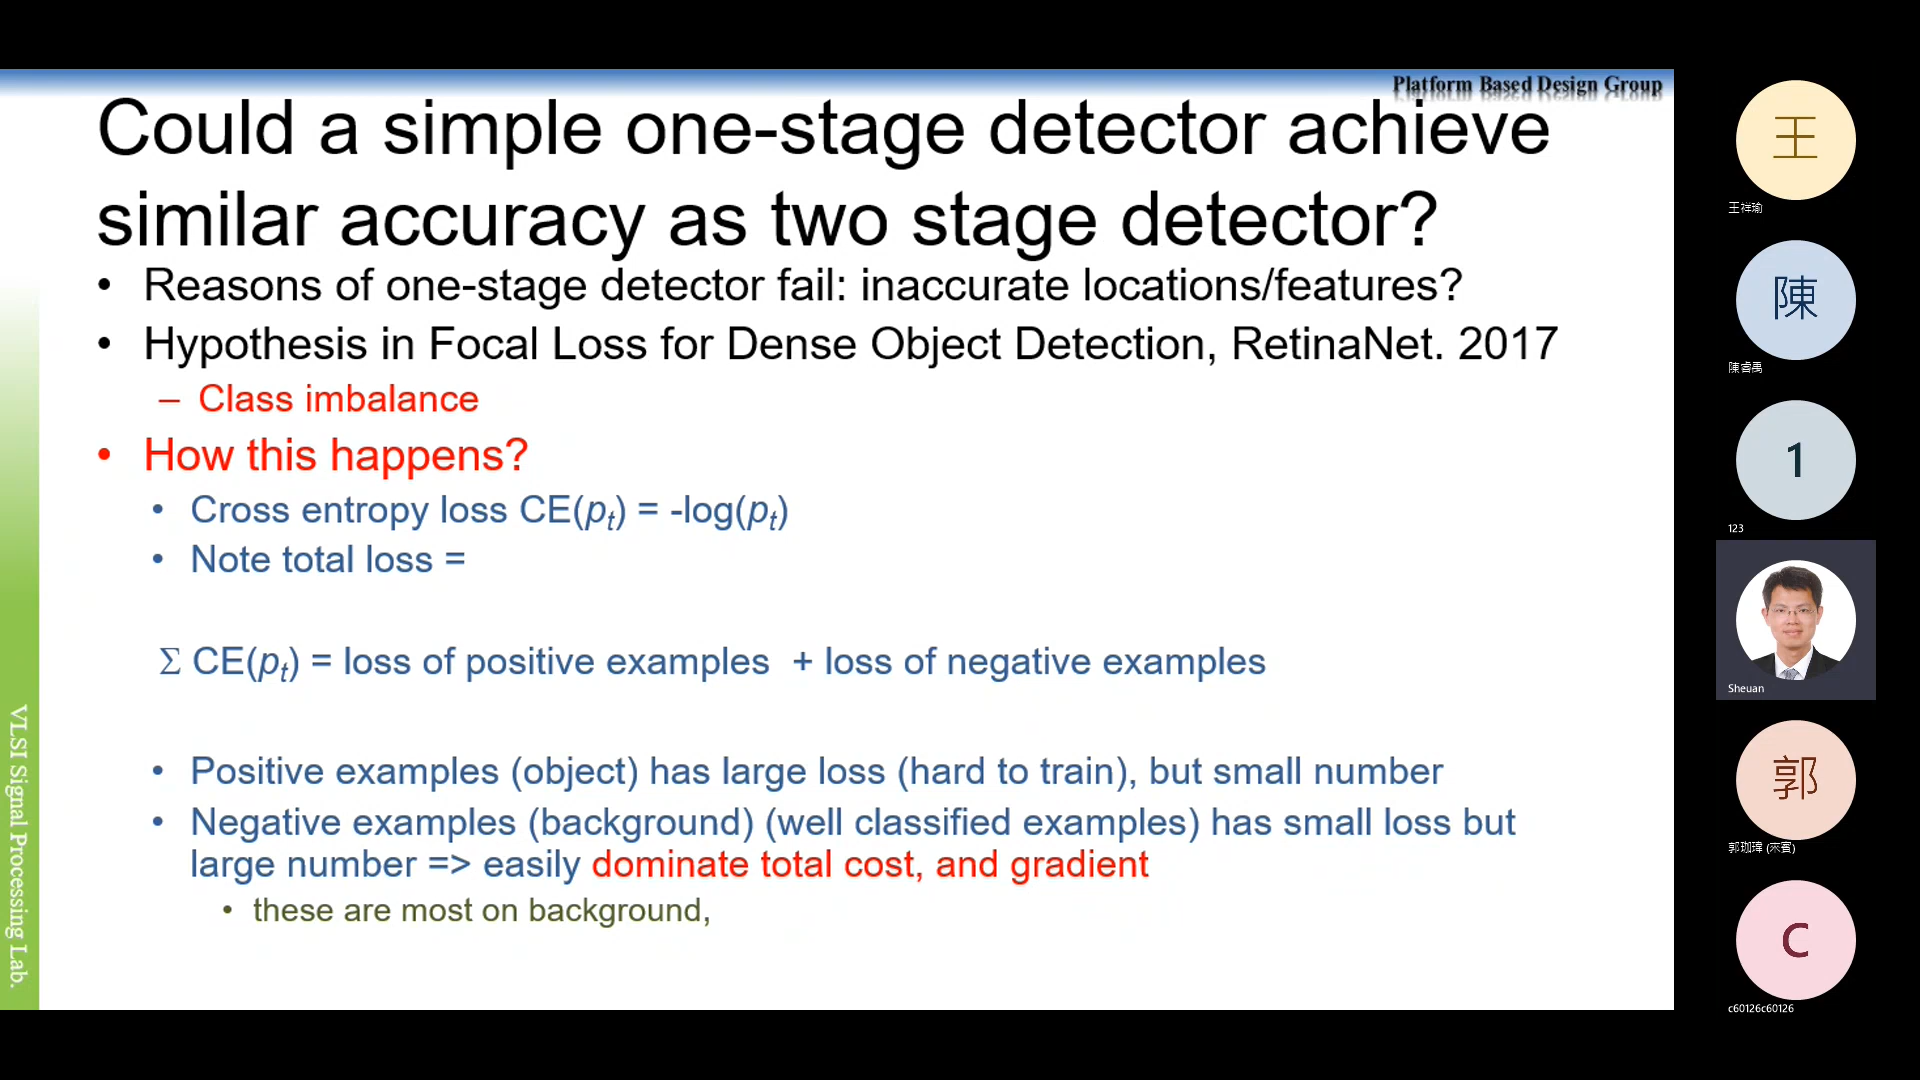 Platform Based Design Group
Could a simple one-stage detector achieve
similar accuracy as two stage detector?
• Reasons of one-stage detector fail: inaccurate locations/features?
• Hypothesis in Focal Loss for Dense Object Detection, RetinaNet. 2017
– Class imbalance
• How this happens?
• Cross entropy loss CE(pt) = -log(pt)
• Note total loss =
Σ CE(pt) = loss of positive examples + loss of negative examples
• Positive examples (object) has large loss (hard to train), but small number
• Negative examples (background) (well classified examples) has small loss but
large number => easily dominate total cost, and gradient
• these are most on background,
VLSI Signal Processing Lab.
王
王祥瑜
陳
陳睿禹
1
123
Sheuan
郭
郭珈瑋 (來賓)
C
c60126c60126